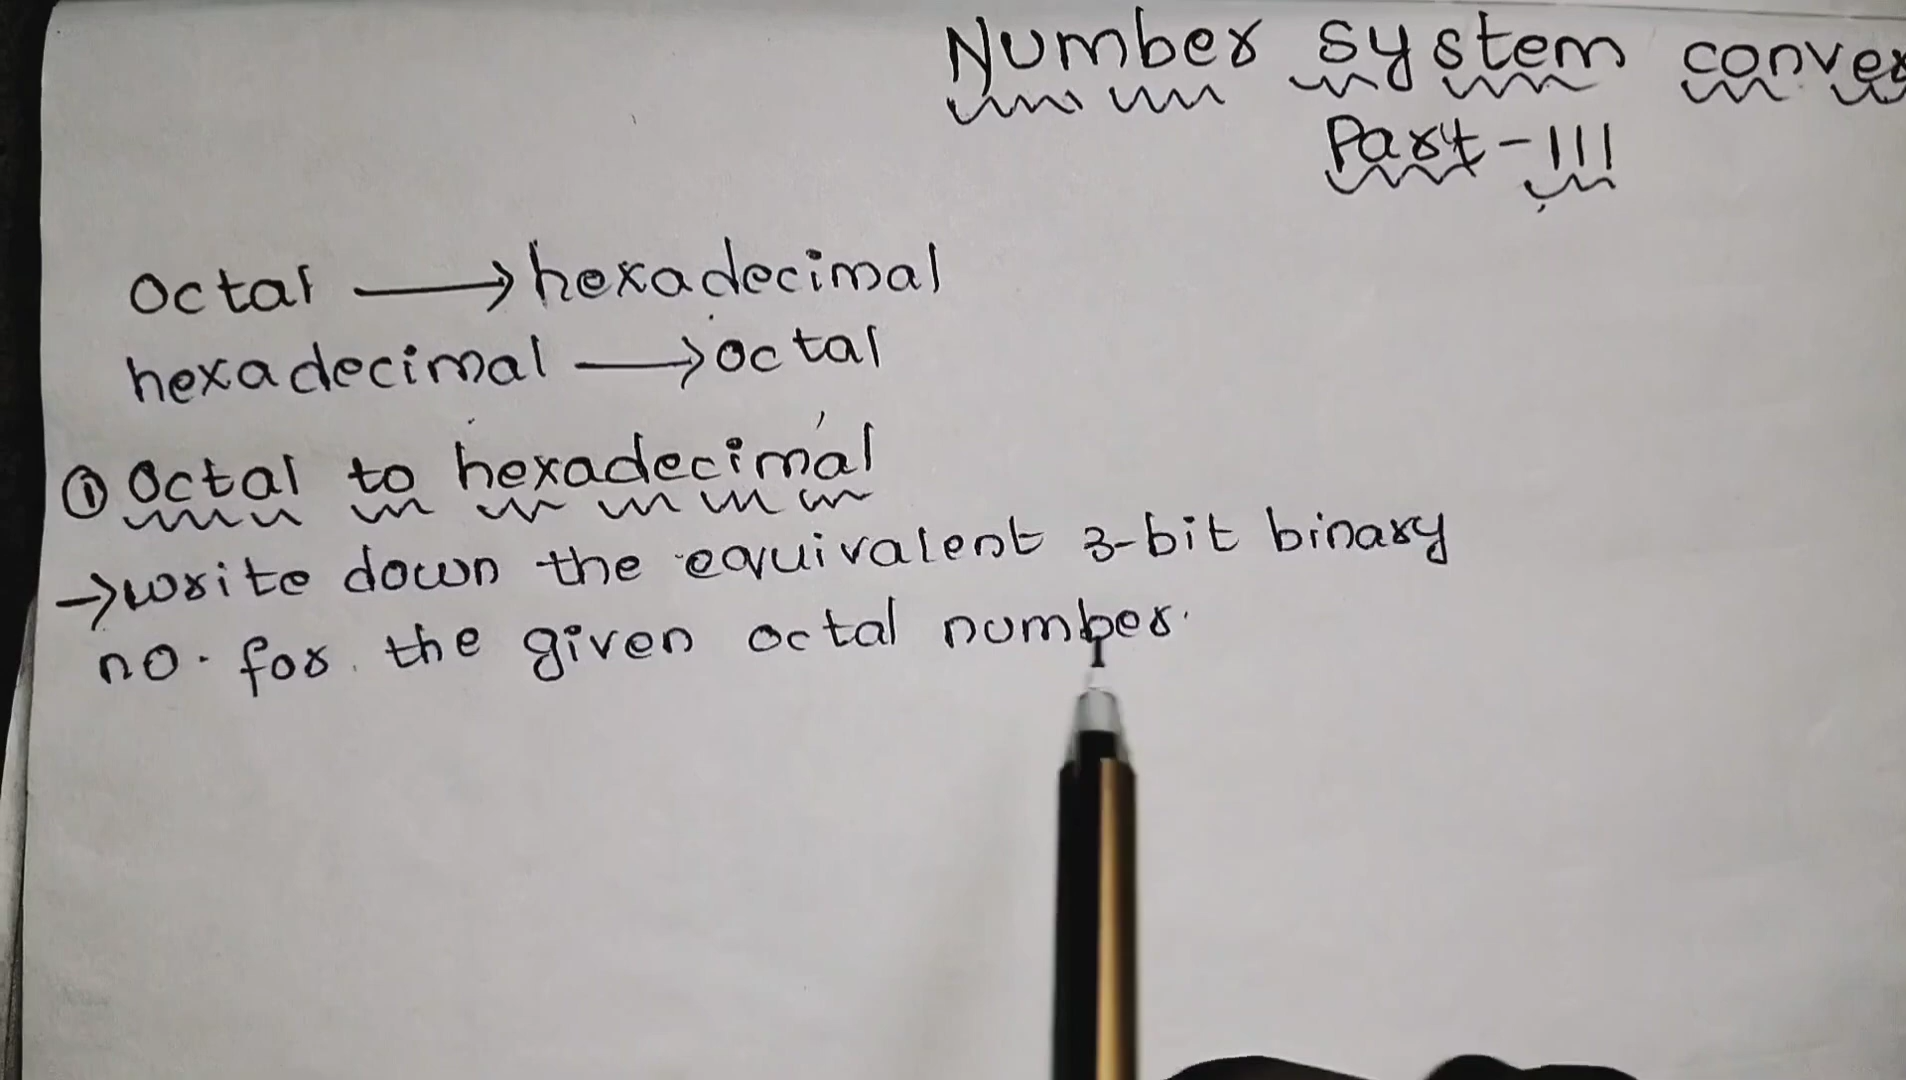 Number system conver
Part-III
Octal → hexadecimal
hexadecimal → octal
① Octal to hexadecimal
→ write down the equivalent 3-bit binary
no. for the given octal number.